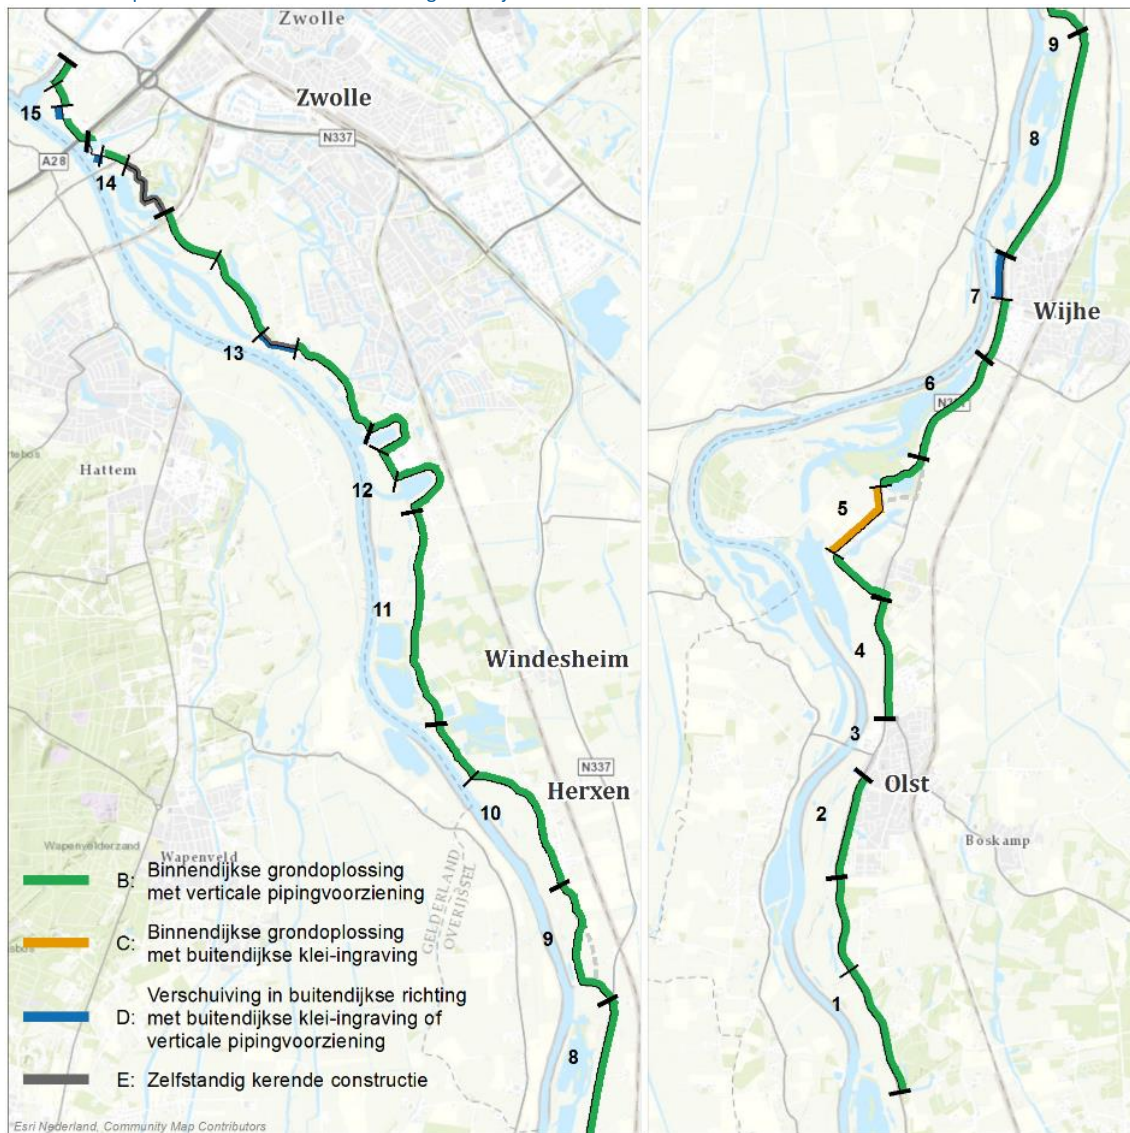 Zwolle
Zwolle
15
N337
A28
14
13
Hattem
12
11
Windesheim
N337
Herxen
10
Wapenvelderzand
Wapenveld
GELDERLAND
OVERIJSSEL
9
8
B: Binnendijkse grondoplossing
met verticale pipingvoorziening
C: Binnendijkse grondoplossing
met buitendijkse klei-ingraving
Verschuiving in buitendijkse richting
D: met buitendijkse klei-ingraving of
verticale pipingvoorziening
E: Zelfstandig kerende constructie
Esri Nederland, Community Map Contributors
9
8
7
Wijhe
6
5
4
3
Olst
2
Boskamp
1